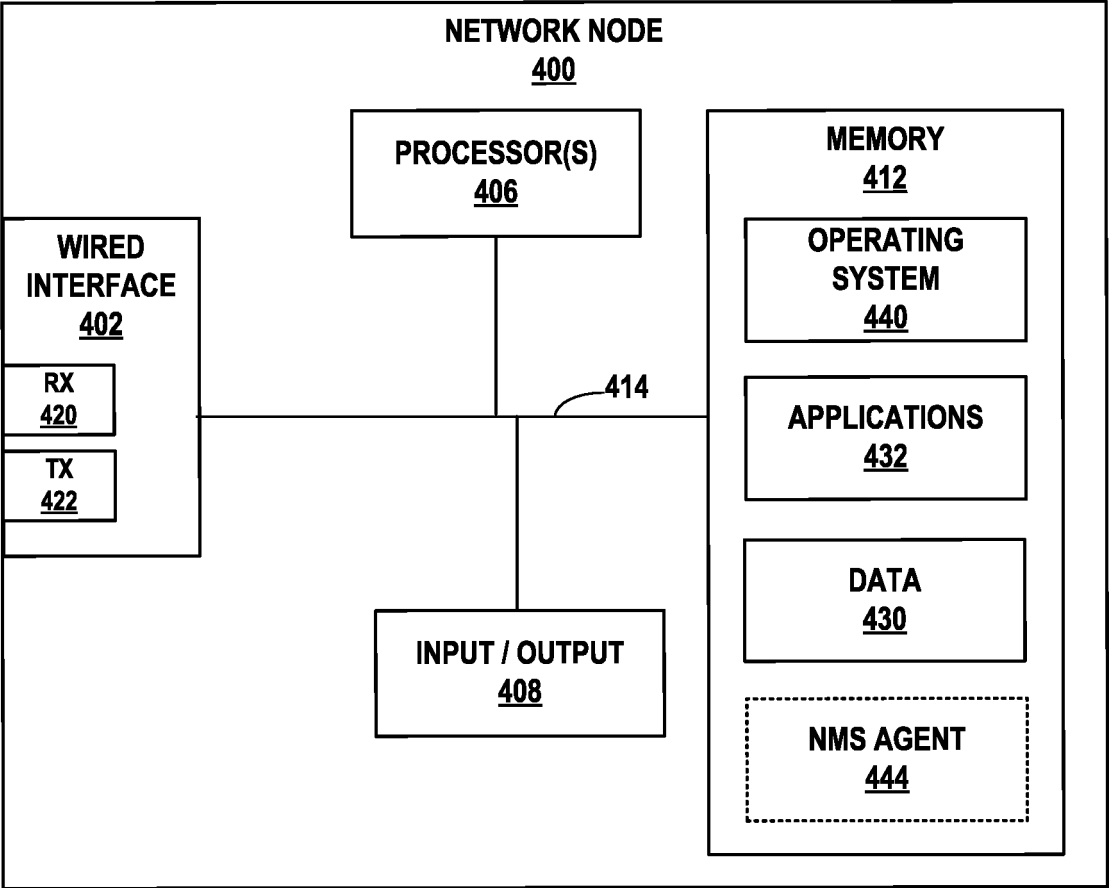 NETWORK NODE
400
PROCESSOR(S)
406
MEMORY
412
WIRED
INTERFACE
402
RX
420
TX
422
OPERATING
SYSTEM
440
414
APPLICATIONS
432
DATA
430
INPUT / OUTPUT
408
NMS AGENT
444